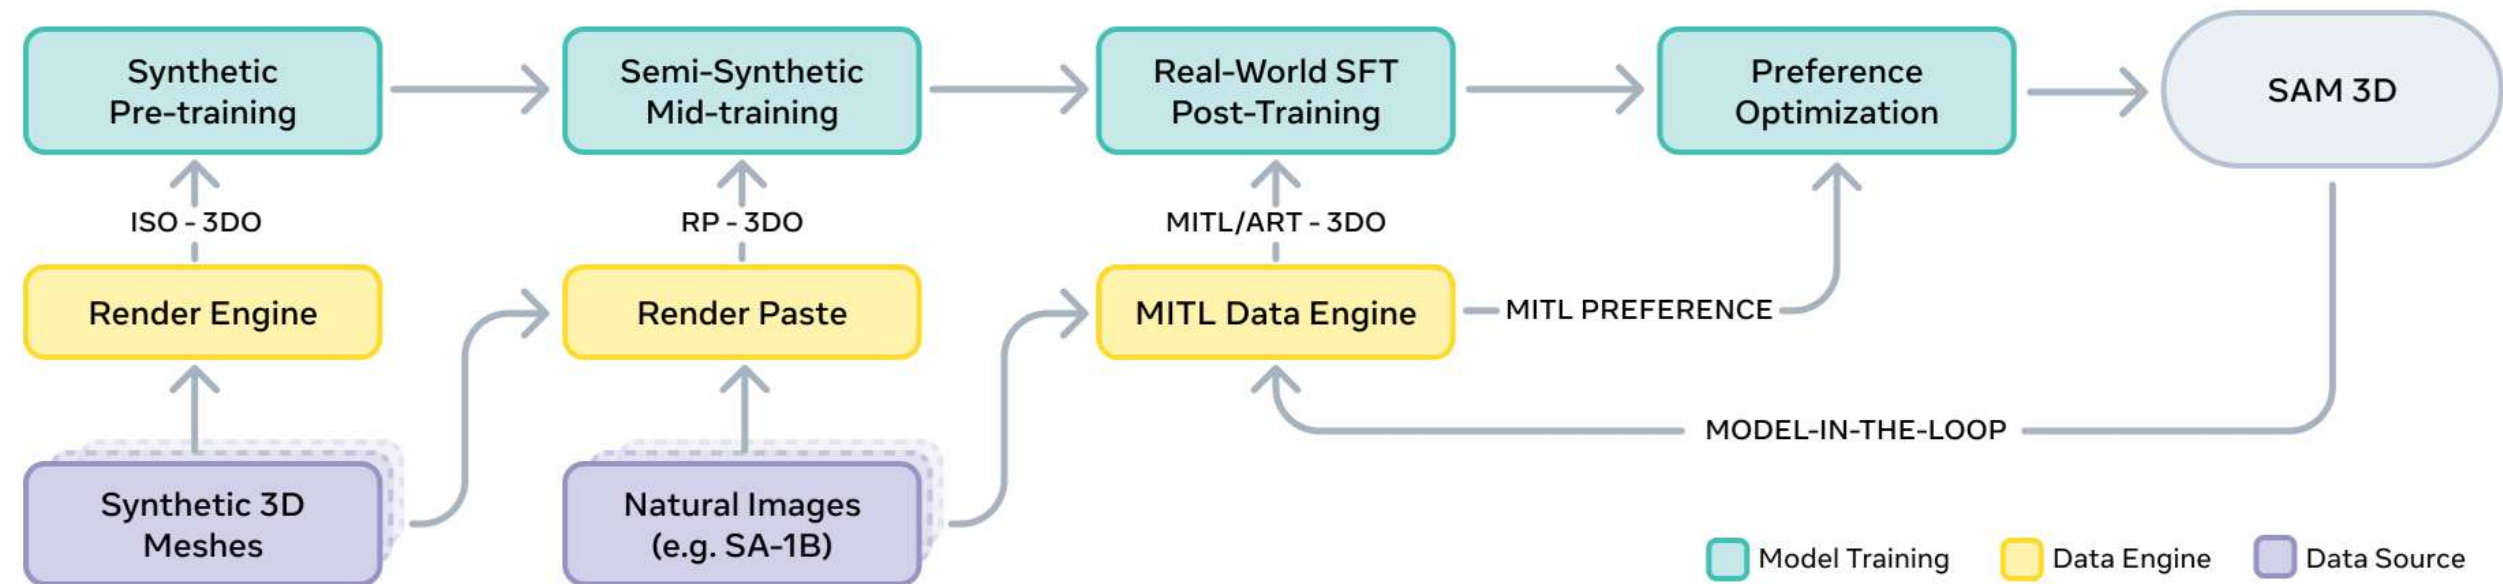 Synthetic
Pre-training
Semi-Synthetic
Mid-training
Real-World SFT
Post-Training
Preference
Optimization
SAM 3D
ISO - 3DO
RP - 3DO
MITL/ART - 3DO
Render Engine
Render Paste
MITL Data Engine
MITL PREFERENCE
MODEL-IN-THE-LOOP
Synthetic 3D
Meshes
Natural Images
(e.g. SA-1B)
Model Training
Data Engine
Data Source